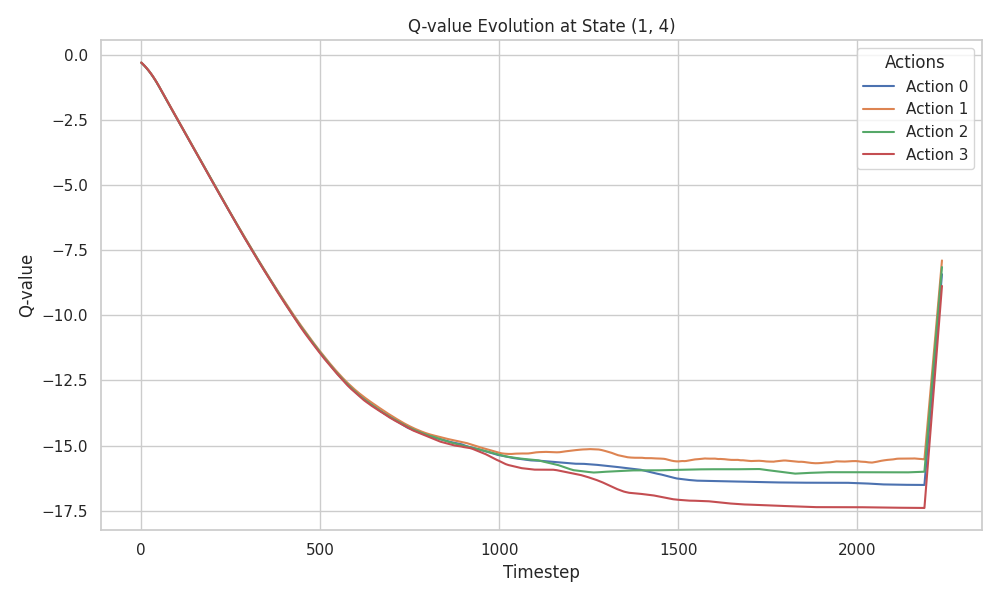 Q-value Evolution at State (1, 4)
Actions
Action 0
Action 1
Action 2
Action 3
Q-value
0.0
−2.5
−5.0
−7.5
−10.0
−12.5
−15.0
−17.5
0 500 1000 1500 2000
Timestep